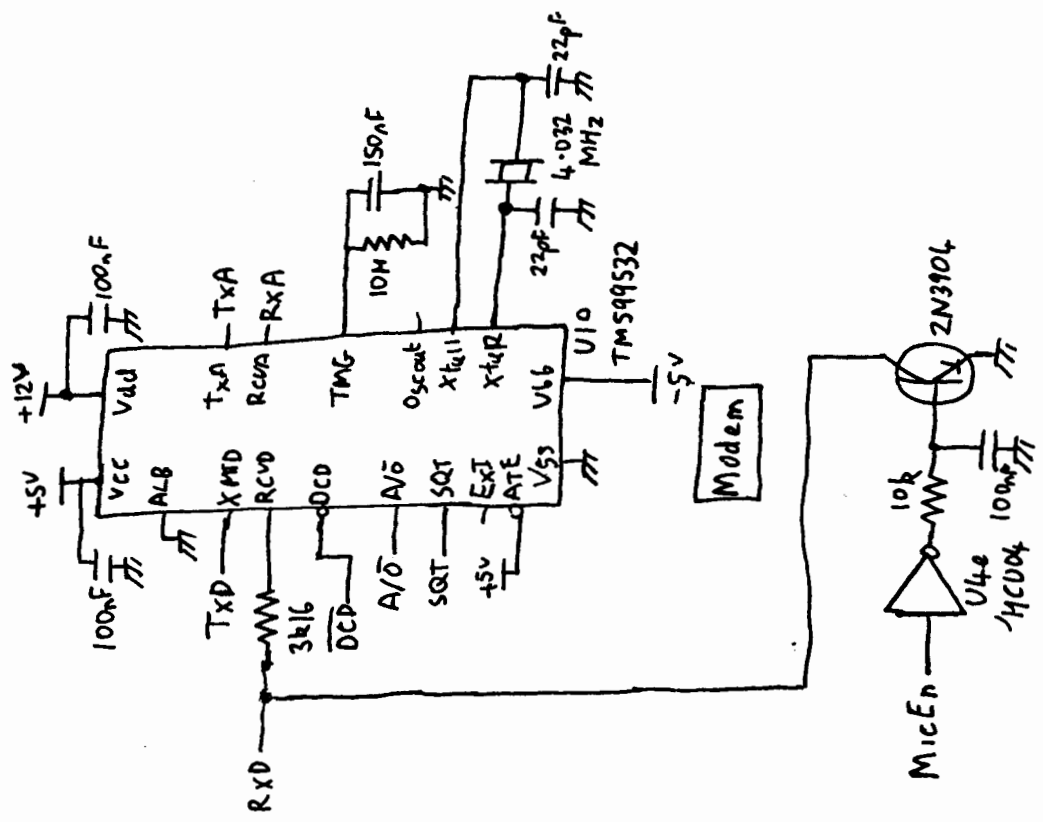 +5V
+12V
100nF
100nF
Vcc
Vdd
ALB
TxD
XMTD
TxA
TxA
RCVD
RCVA
RxA
RxD
3k16
DCD
DCD
TMG
10M
150nF
A/O̅
A/O̅
Oscout
SQT
SQT
Xtal1
EXI
+5V
ATE
22pF
4.032
MHz
22pF
Vss
Vbb
U10
TMS99532
-5V
Modem
MicEn
U4e
'HCU04
10k
100nF
2N3904